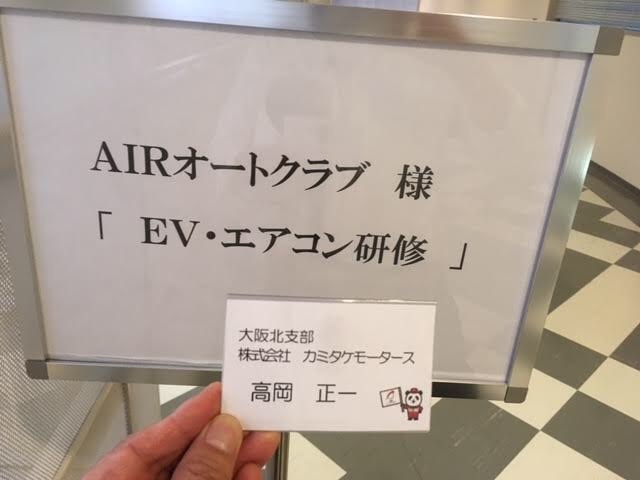 AIRオートクラブ 様
「 EV・エアコン研修 」
大阪北支部
株式会社 カミタケモータース
高岡 正一